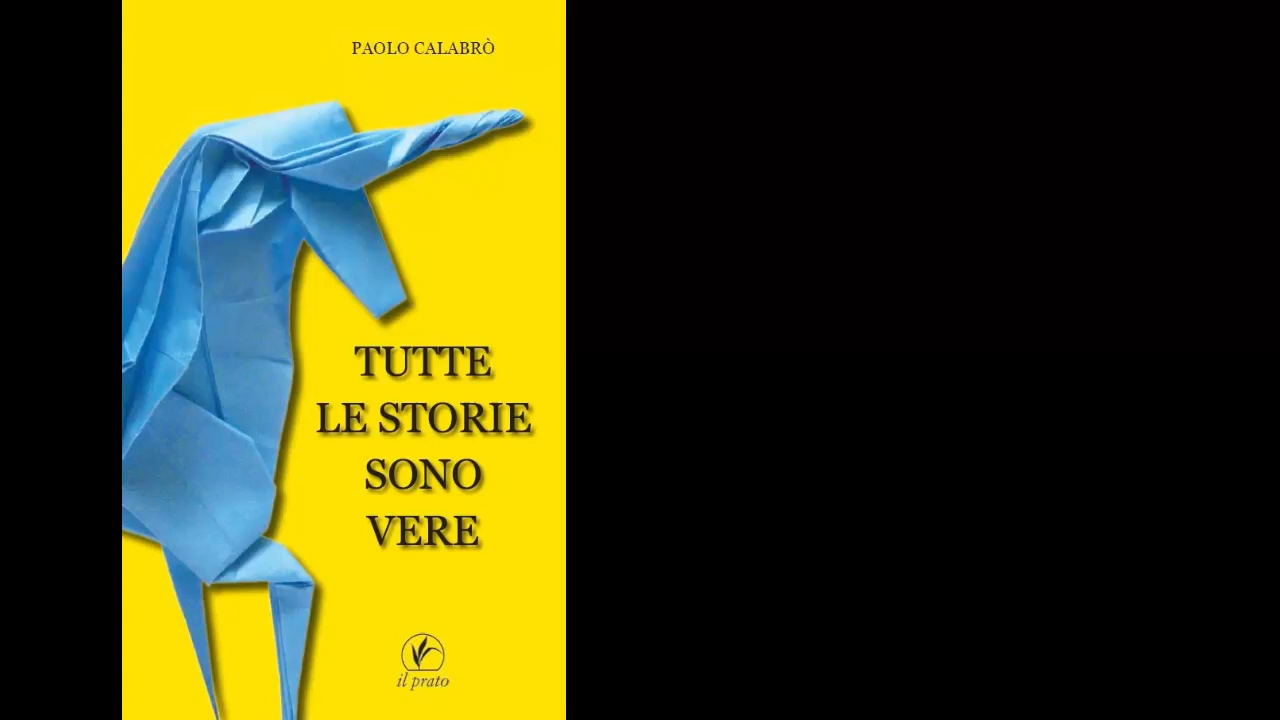 PAOLO CALABRÒ
TUTTE
LE STORIE
SONO
VERE
il prato